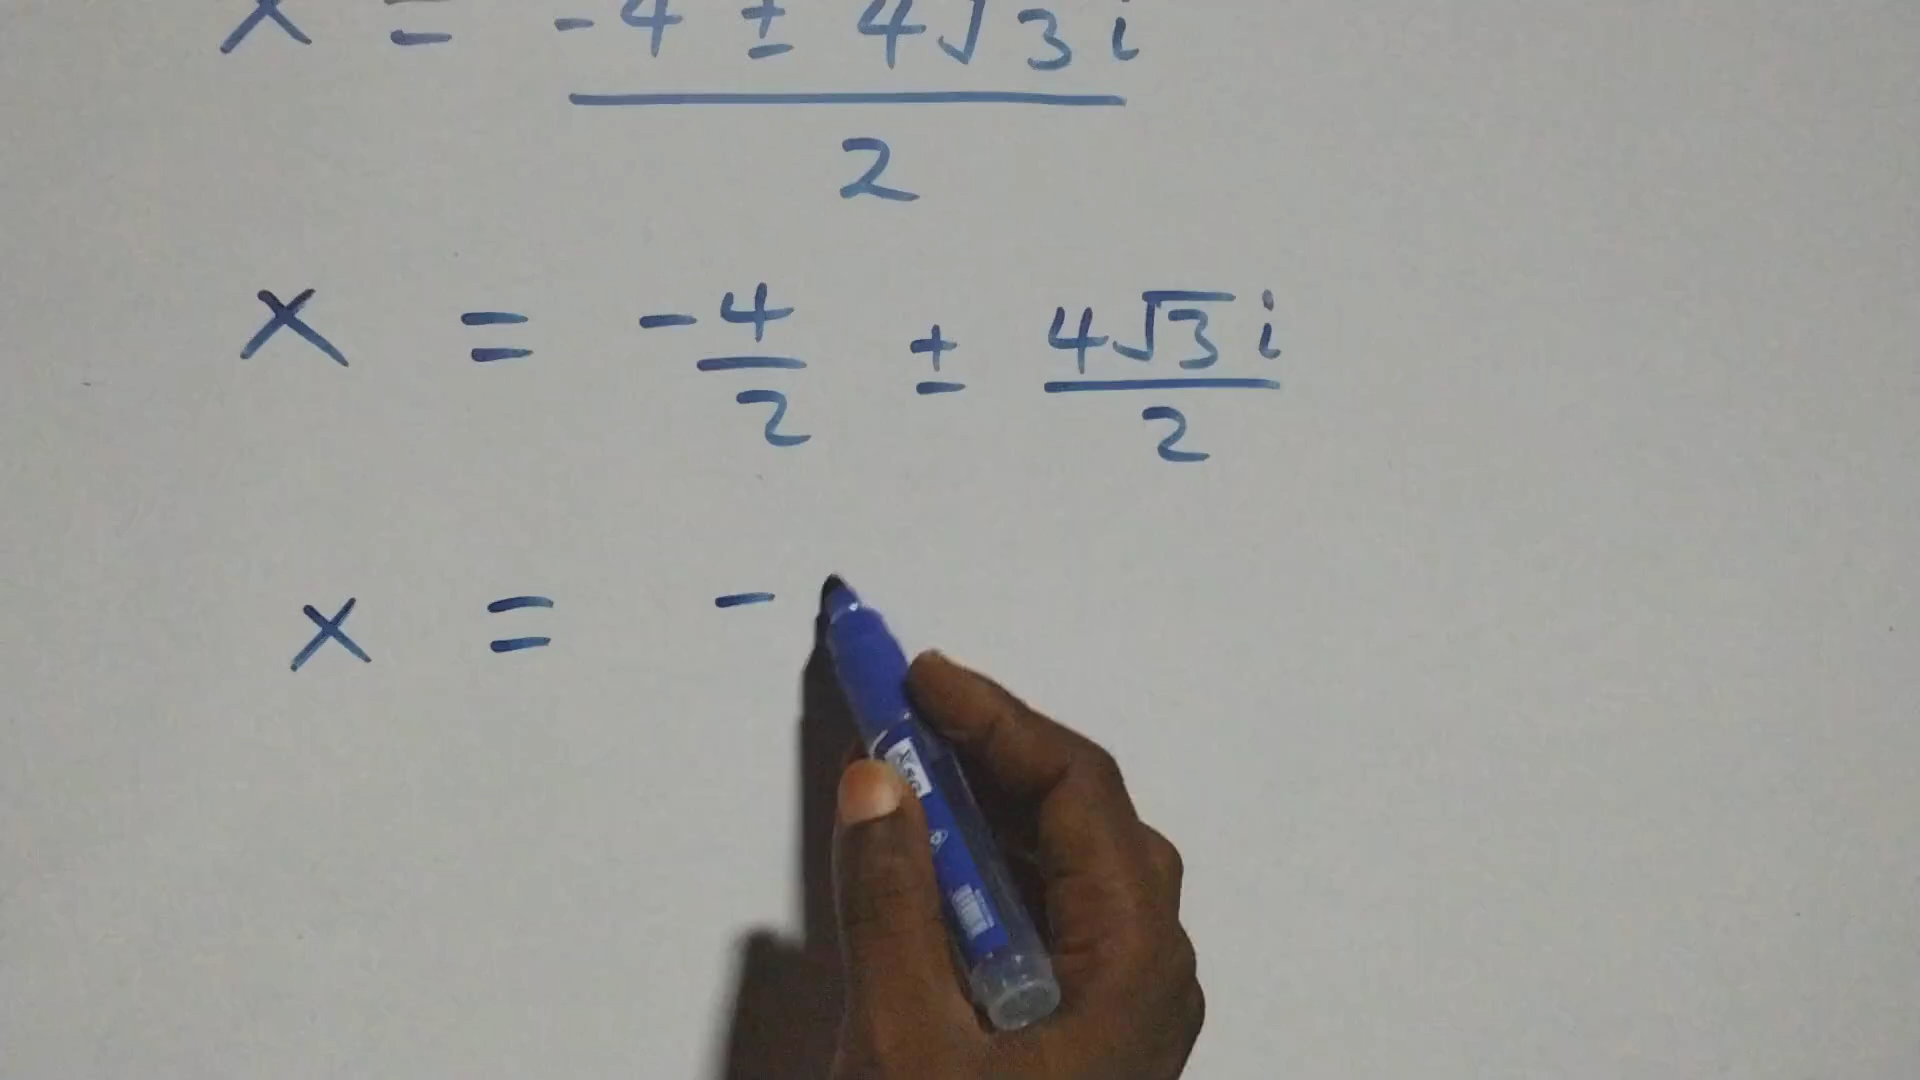 x = -4 ± 4√3 i
2
x = -4/2 ± 4√3 i/2
x = -